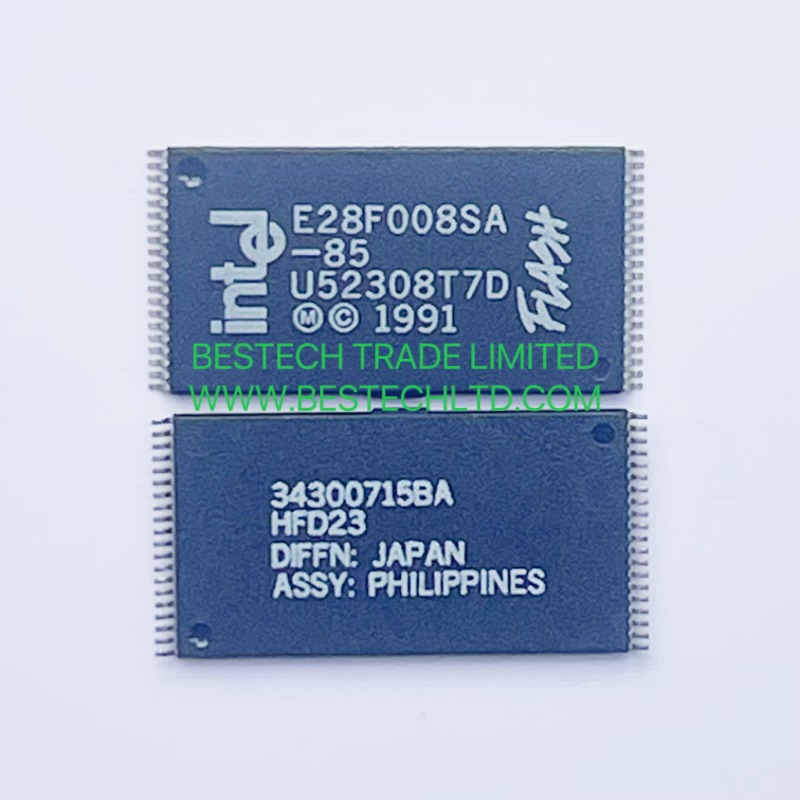 intel
E28F008SA
-85
U52308T7D
Ⓜ © 1991
FLASH
BESTECH TRADE LIMITED
WWW.BESTECHLTD.COM
34300715BA
HFD23
DIFFN: JAPAN
ASSY: PHILIPPINES